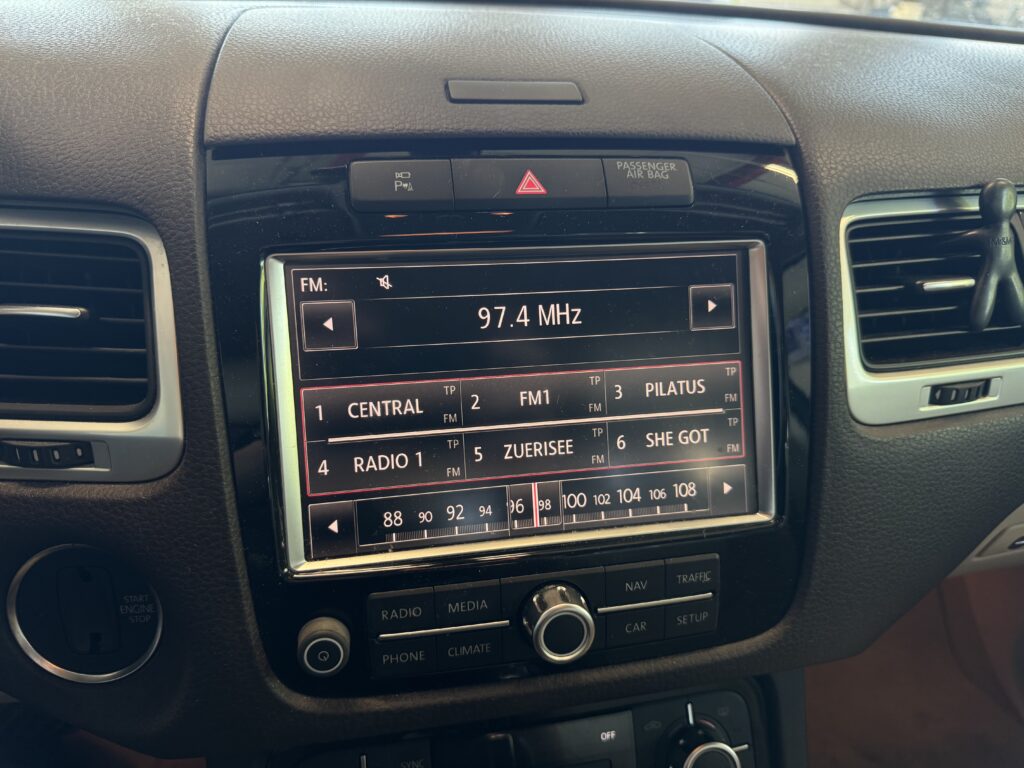 PASSENGER
AIR BAG
P
FM:
97.4 MHz
1 CENTRAL TP FM
2 FM1 TP FM
3 PILATUS TP FM
4 RADIO 1 TP FM
5 ZUERISEE TP FM
6 SHE GOT TP FM
88 90 92 94 96 98 100 102 104 106 108
START
ENGINE
STOP
RADIO MEDIA NAV TRAFFIC
PHONE CLIMATE CAR SETUP
OFF
SYNC